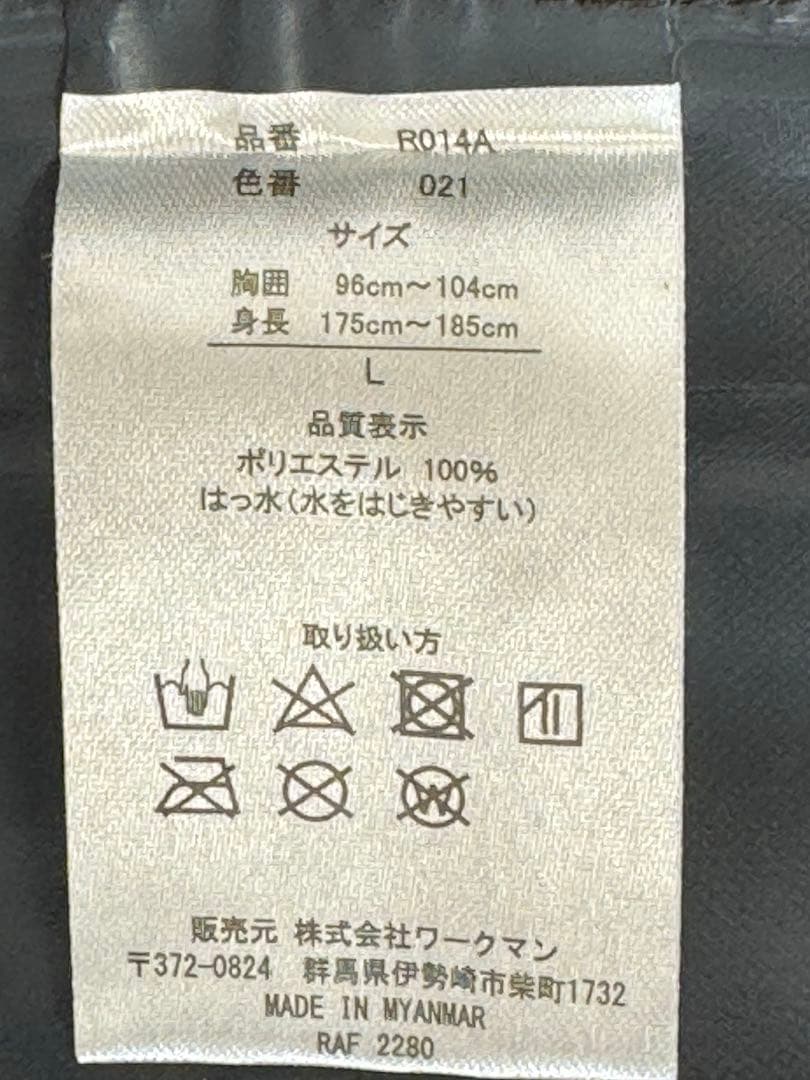 品番 R014A
色番 021
サイズ
胸囲 96cm～104cm
身長 175cm～185cm
L
品質表示
ポリエステル 100%
はっ水(水をはじきやすい)
取り扱い方
W
販売元 株式会社ワークマン
〒372-0824 群馬県伊勢崎市柴町1732
MADE IN MYANMAR
RAF 2280